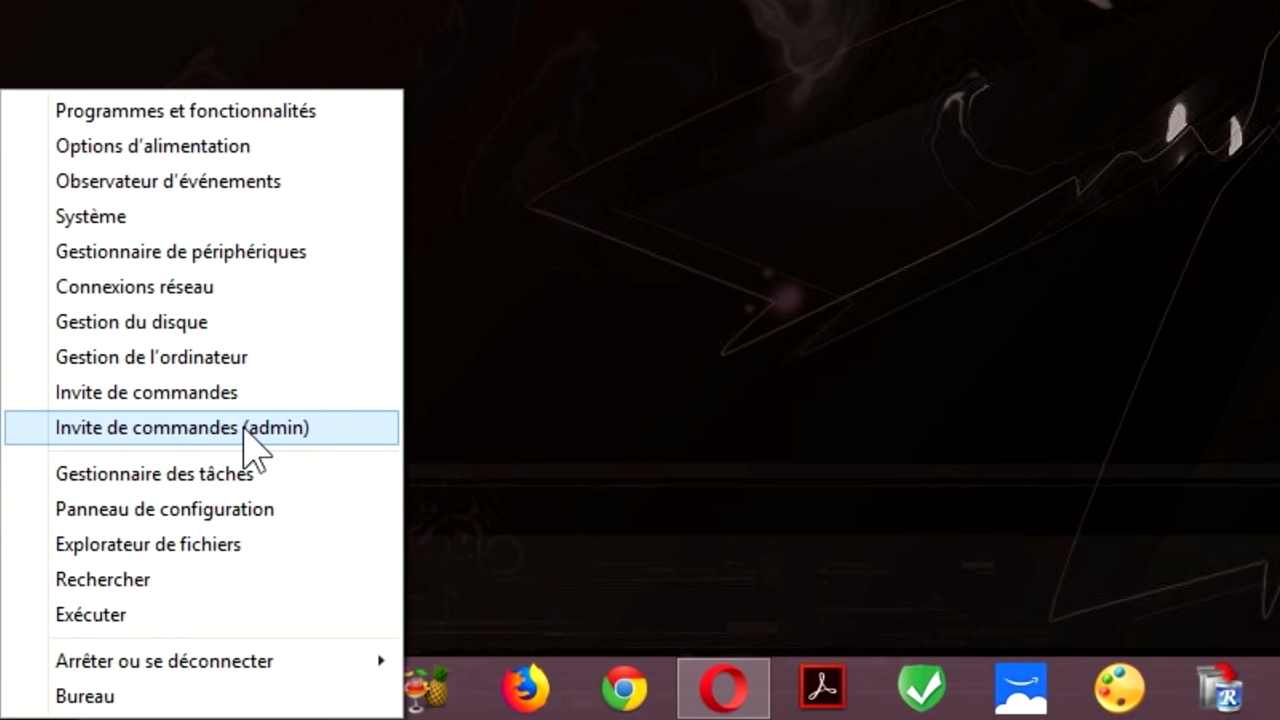 Programmes et fonctionnalités
Options d'alimentation
Observateur d'événements
Système
Gestionnaire de périphériques
Connexions réseau
Gestion du disque
Gestion de l'ordinateur
Invite de commandes
Invite de commandes (admin)
Gestionnaire des tâches
Panneau de configuration
Explorateur de fichiers
Rechercher
Exécuter
Arrêter ou se déconnecter
Bureau
R